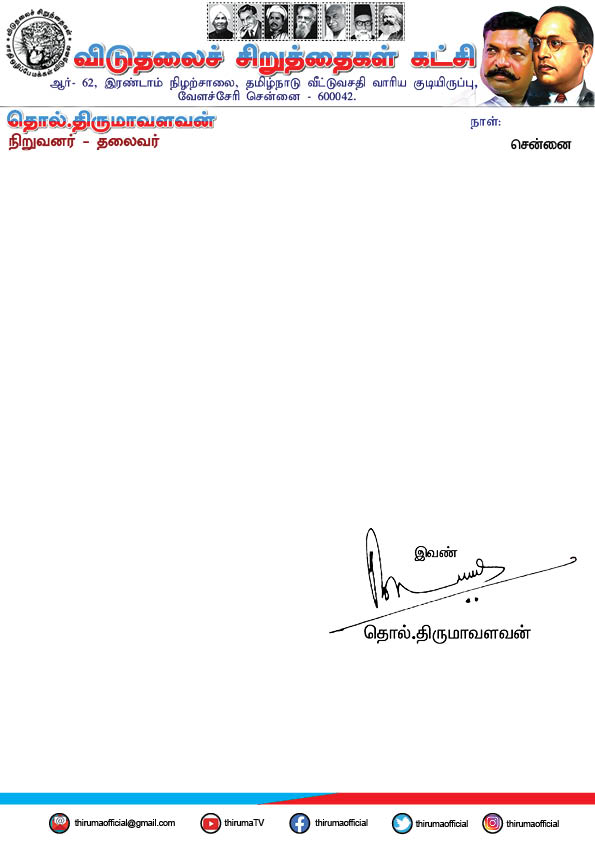 விடுதலைச் சிறுத்தைகள் கட்சி
ஆர்- 62, இரண்டாம் நிழற்சாலை, தமிழ்நாடு வீட்டுவசதி வாரிய குடியிருப்பு,
வேளச்சேரி சென்னை - 600042.
தொல்.திருமாவளவன்
நிறுவனர் - தலைவர்
நாள்:
சென்னை
இவண்
தொல்.திருமாவளவன்
thirumaofficial@gmail.com
thirumaTV
thirumaofficial
thirumaofficial
thirumaofficial